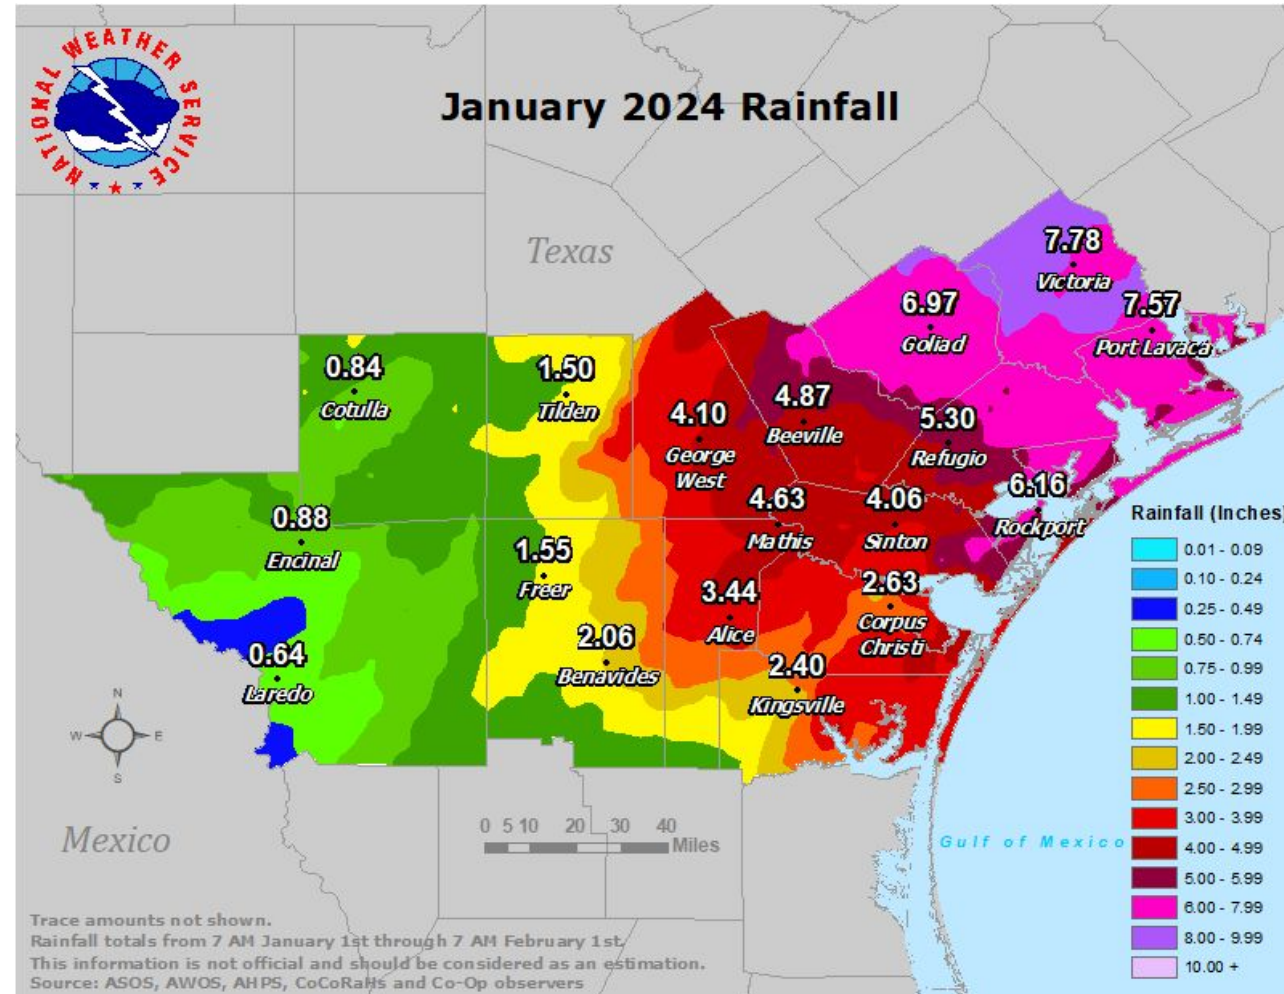 NATIONAL WEATHER SERVICE
January 2024 Rainfall
Texas
7.78
Victoria
6.97
Goliad
7.57
Port Lavaca
0.84
Cotulla
1.50
Tilden
4.87
Beeville
4.10
George
West
5.30
Refugio
6.16
Rockport
4.63
Mathis
4.06
Sinton
0.88
Encinal
1.55
Freer
3.44
Alice
2.63
Corpus
Christi
2.06
Benavides
0.64
Laredo
2.40
Kingsville
Rainfall (Inches)
0.01 - 0.09
0.10 - 0.24
0.25 - 0.49
0.50 - 0.74
0.75 - 0.99
1.00 - 1.49
1.50 - 1.99
2.00 - 2.49
2.50 - 2.99
3.00 - 3.99
4.00 - 4.99
5.00 - 5.99
6.00 - 7.99
8.00 - 9.99
10.00 +
N
W E
S
Mexico
0 5 10 20 30 40
Miles
Gulf of Mexico
Trace amounts not shown.
Rainfall totals from 7 AM January 1st through 7 AM February 1st.
This information is not official and should be considered as an estimation.
Source: ASOS, AWOS, AHPS, CoCoRaHs and Co-Op observers